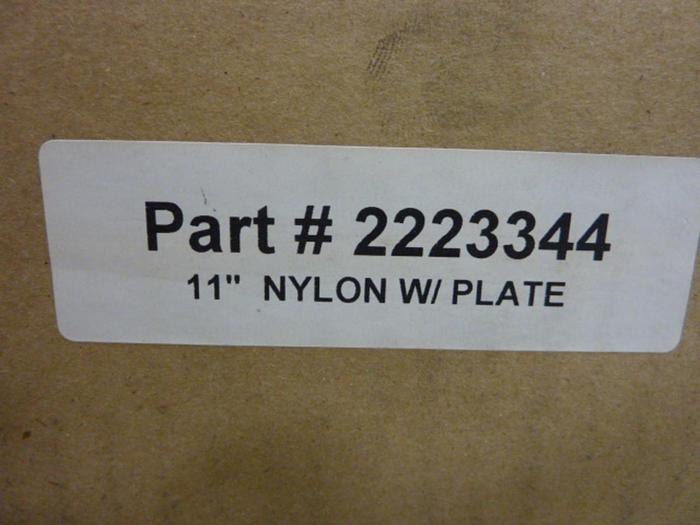 Part # 2223344
11" NYLON W/ PLATE